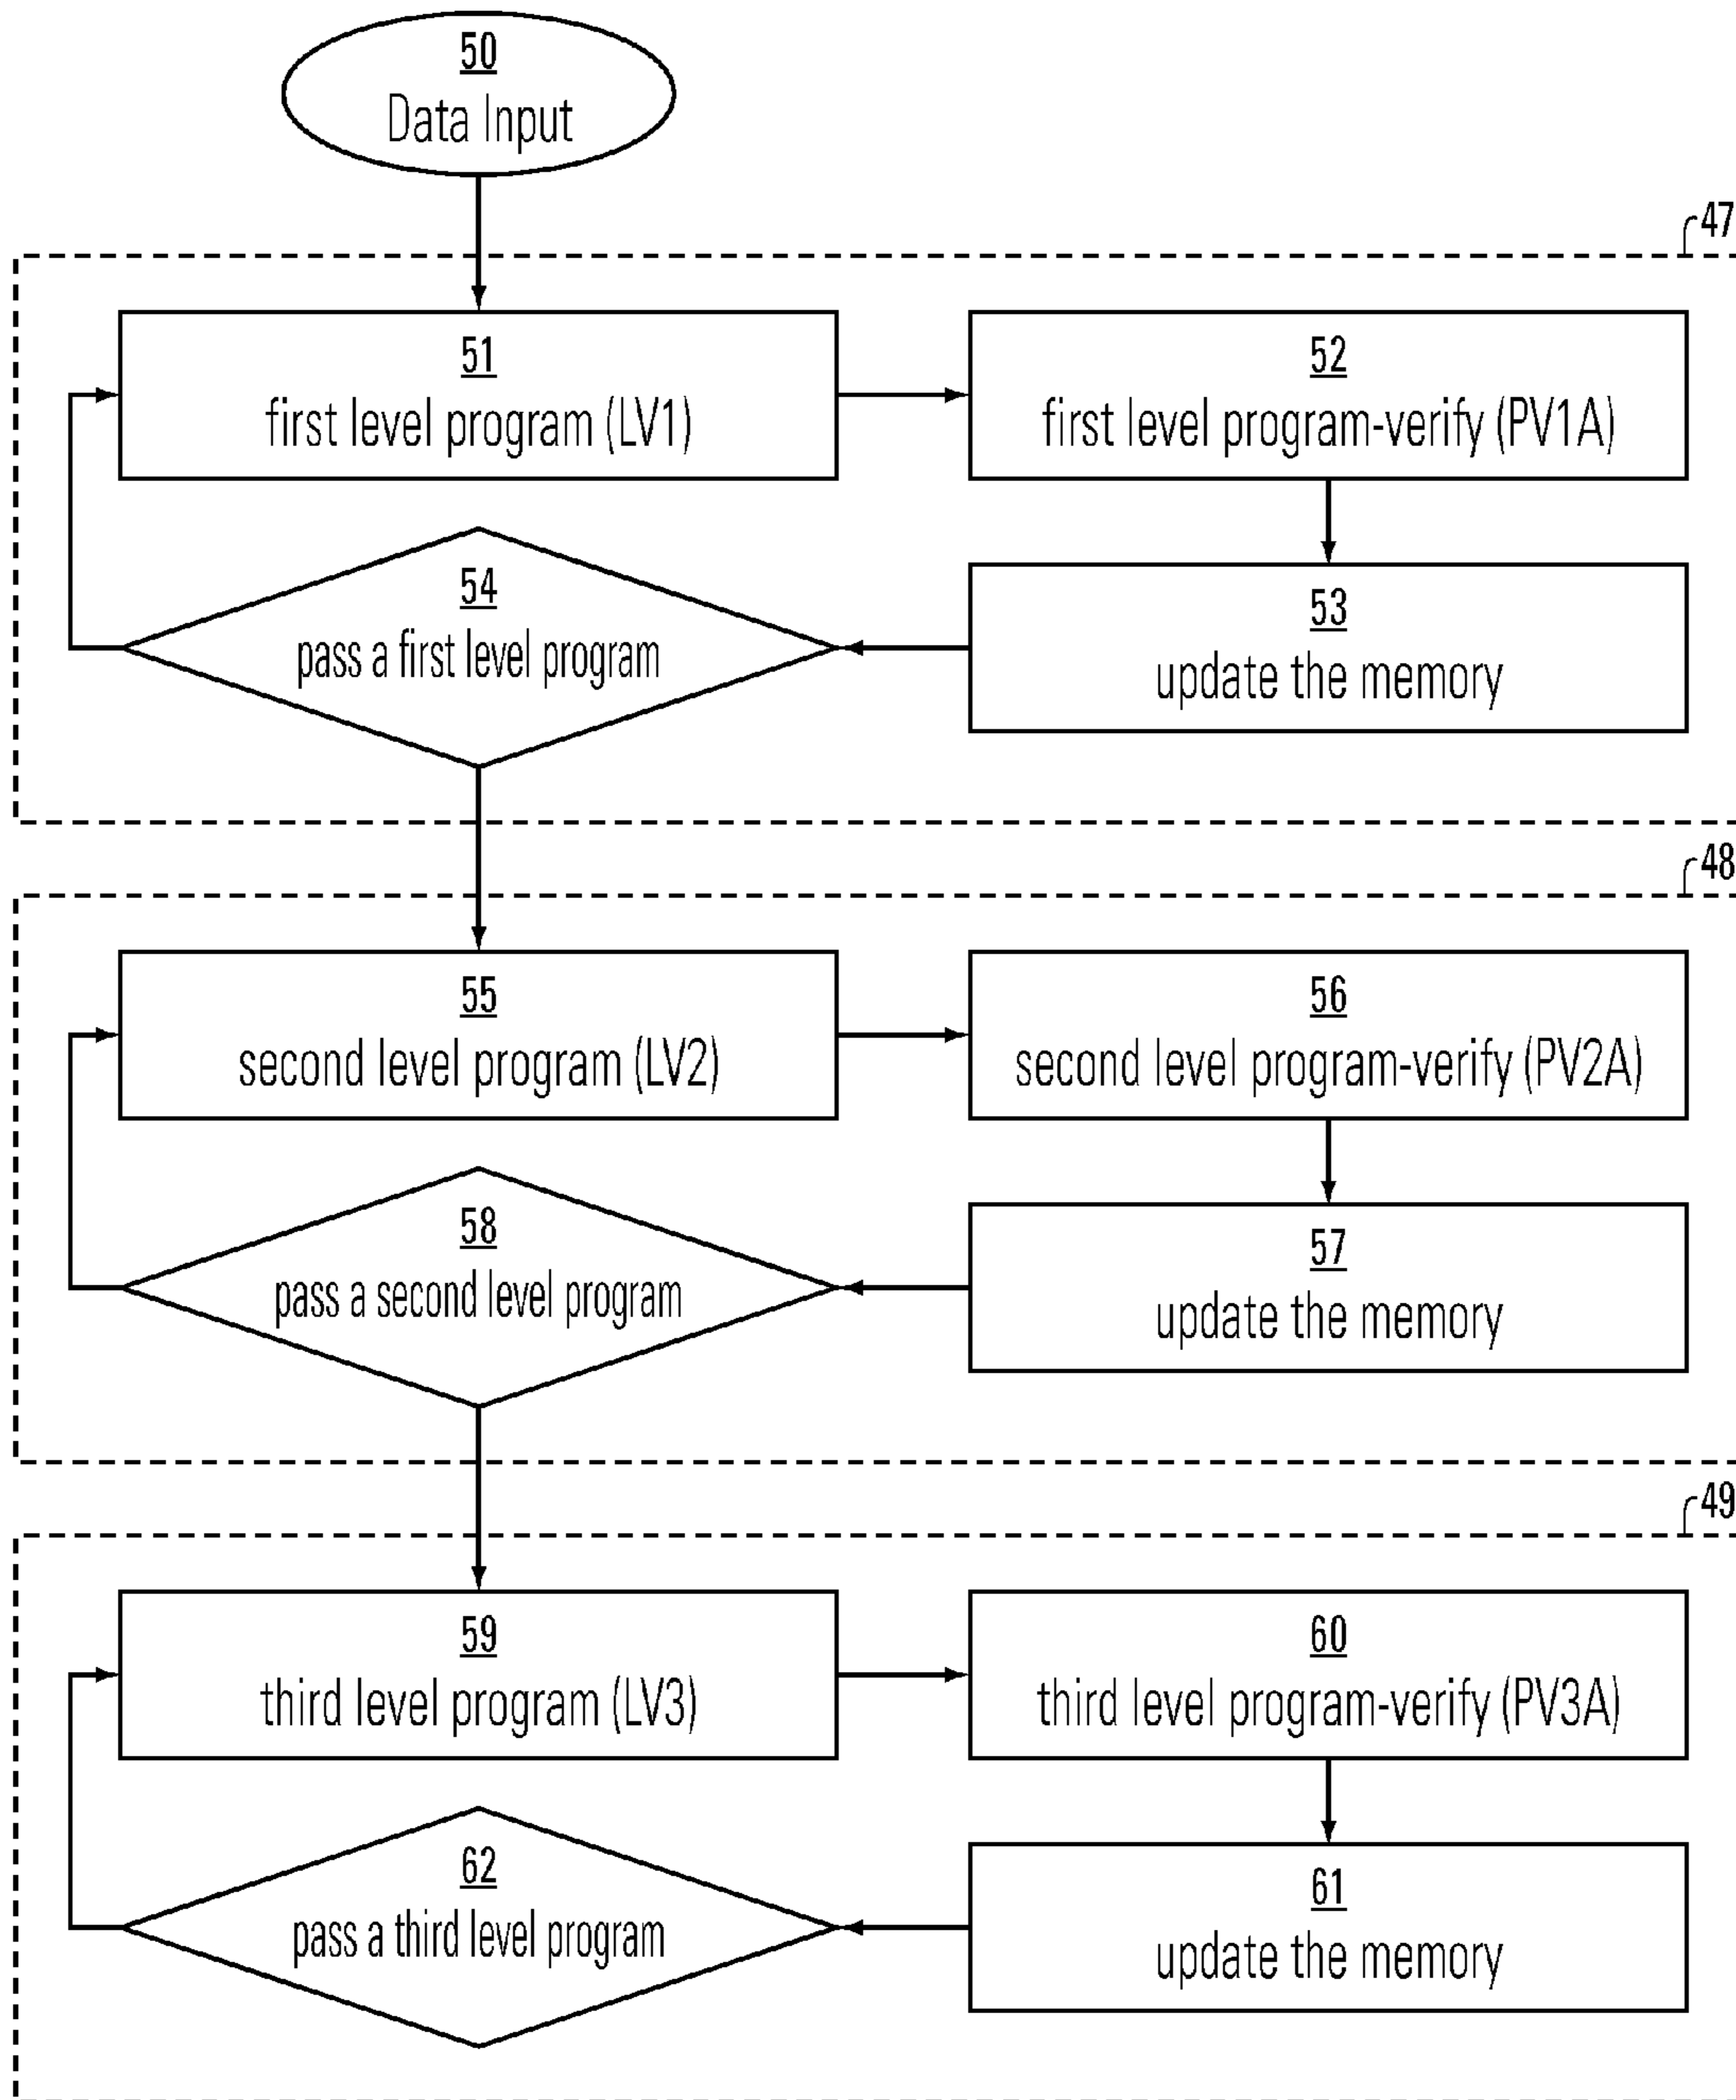 50
Data Input
47
51
first level program (LV1)
52
first level program-verify (PV1A)
54
pass a first level program
53
update the memory
48
55
second level program (LV2)
56
second level program-verify (PV2A)
58
pass a second level program
57
update the memory
49
59
third level program (LV3)
60
third level program-verify (PV3A)
62
pass a third level program
61
update the memory